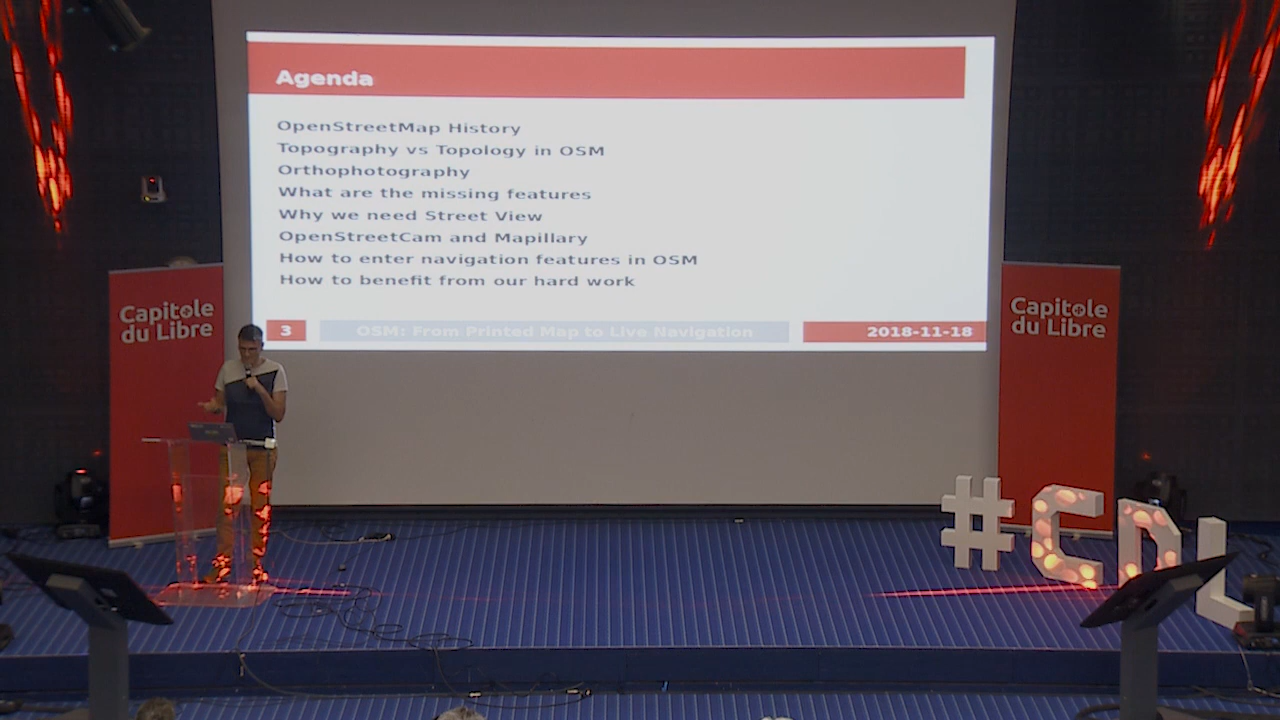 Agenda
OpenStreetMap History
Topography vs Topology in OSM
Orthophotography
What are the missing features
Why we need Street View
OpenStreetCam and Mapillary
How to enter navigation features in OSM
How to benefit from our hard work
3
OSM: From Printed Map to Live Navigation
2018-11-18
Capitole
du Libre
Capitole
du Libre
#CDL